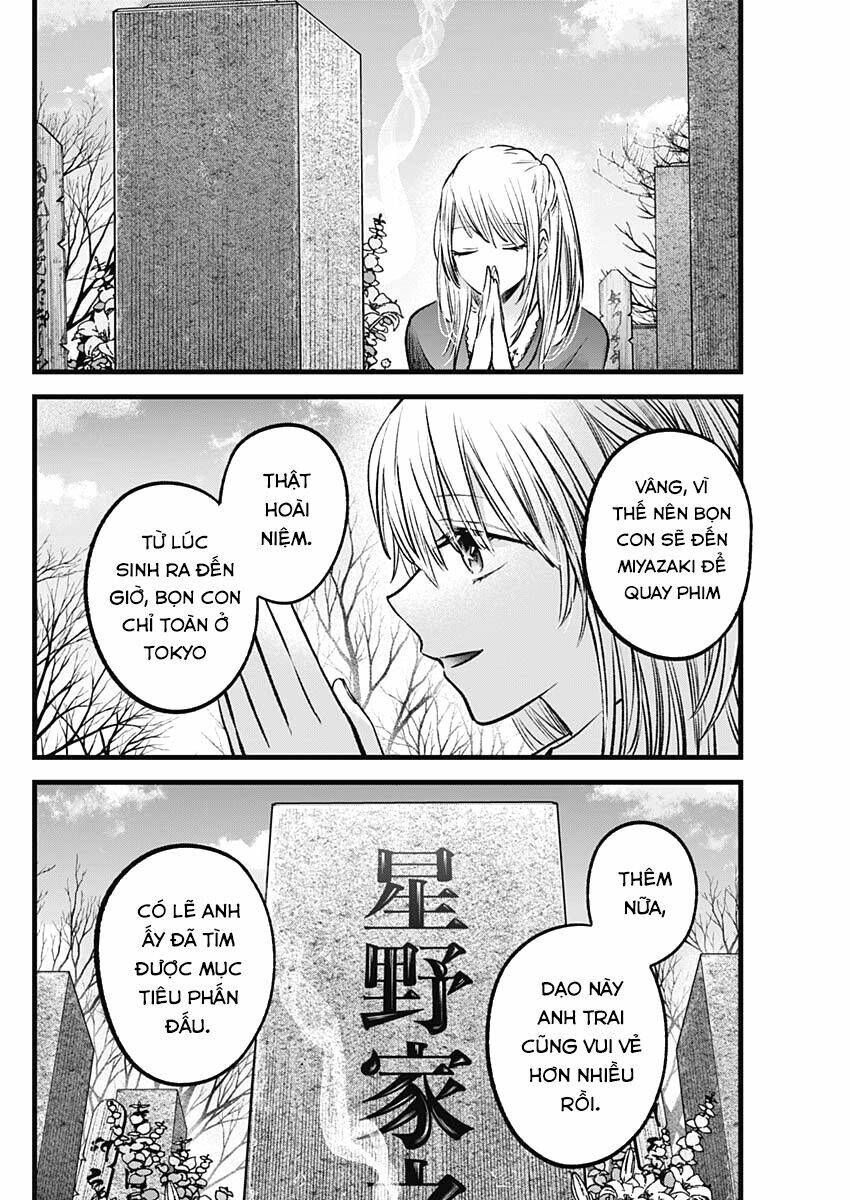 VÂNG, VÌ
THẾ NÊN BỌN
CON SẼ ĐẾN
MIYAZAKI ĐỂ
QUAY PHIM
THẬT
HOÀI
NIỆM.
TỪ LÚC
SINH RA ĐẾN
GIỜ, BỌN CON
CHỈ TOÀN Ở
TOKYO
THÊM
NỮA,
DẠO NÀY
ANH TRAI
CŨNG VUI VẺ
HƠN NHIỀU
RỒI.
星野家
CÓ LẼ ANH
ẤY ĐÃ TÌM
ĐƯỢC MỤC
TIÊU PHẤN
ĐẤU.